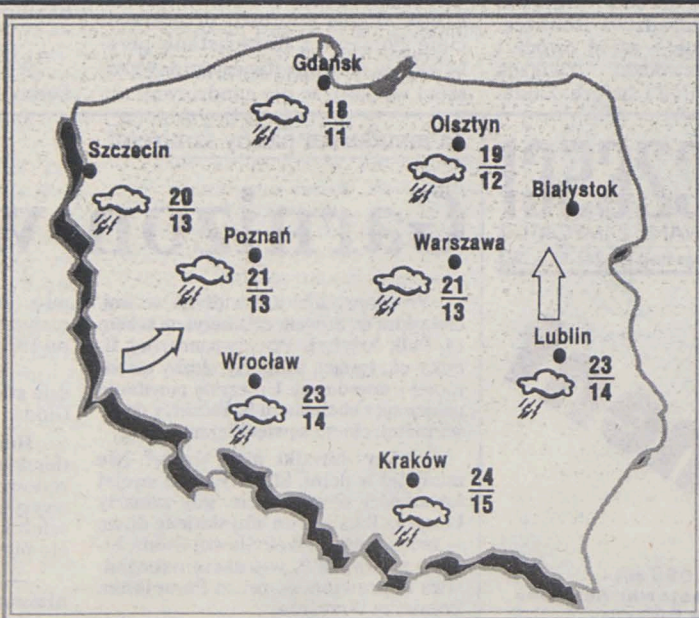 Gdańsk
18
11
Olsztyn
19
12
Szczecin
20
13
Białystok
Poznań
21
13
Warszawa
21
13
Lublin
23
14
Wrocław
23
14
Kraków
24
15